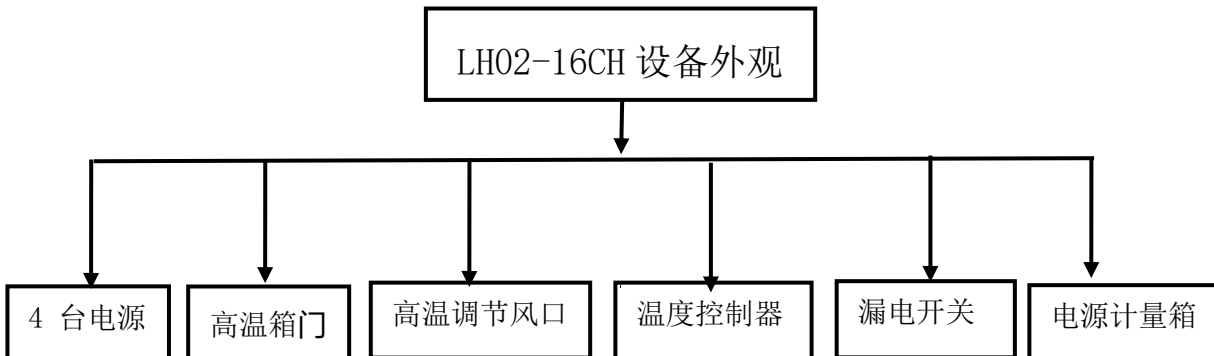 LH02-16CH 设备外观
4 台电源
高温箱门
高温调节风口
温度控制器
漏电开关
电源计量箱